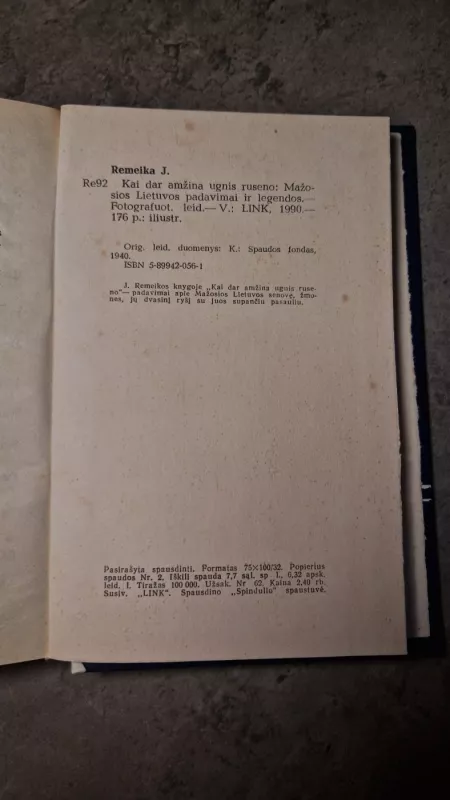 Remeika J.
Re92 Kai dar amžina ugnis ruseno: Mažo-
sios Lietuvos padavimai ir legendos.—
Fotografuot. leid.— V.: LINK, 1990.—
176 p.: iliustr.
Orig. leid. duomenys: K.: Spaudos fondas,
1940.
ISBN 5-89942-056-1
J. Remeikos knygoje „Kai dar amžina ugnis ruse-
no"— padavimai apie Mažosios Lietuvos senovę, žmo-
nes, jų dvasinį ryšį su juos supančiu pasauliu.
Pasirašyta spausdinti. Formatas 75×100/32. Popierius
spaudos Nr. 2. Iškili spauda 7,7 sąl. sp l., 6,32 apsk.
leid. l. Tiražas 100 000. Užsak. Nr 62. Kaina 2,40 rb.
Susiv. „LINK". Spausdino „Spindulio" spaustuvė.